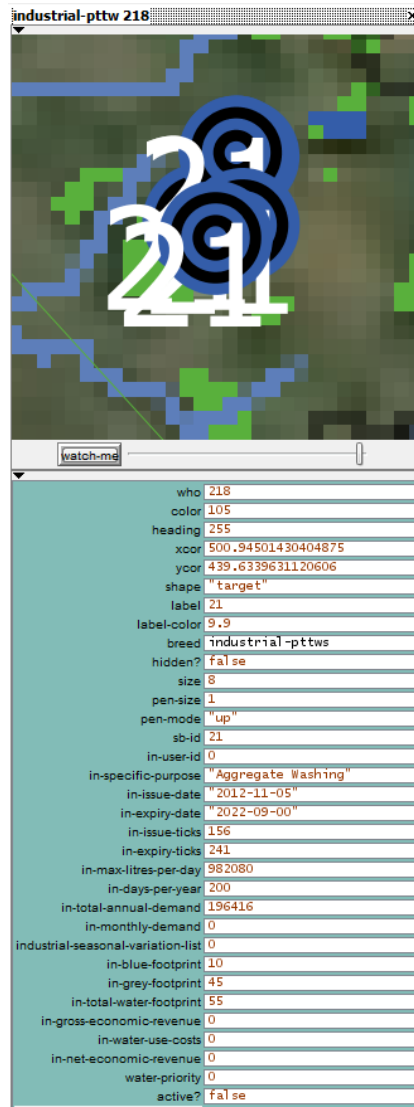 industrial-pttw 218
21
21
21
watch-me
who 218
color 105
heading 255
xcor 500.94501430404875
ycor 439.6339631120606
shape "target"
label 21
label-color 9.9
breed industrial-pttws
hidden? false
size 8
pen-size 1
pen-mode "up"
sb-id 21
in-user-id 0
in-specific-purpose "Aggregate Washing"
in-issue-date "2012-11-05"
in-expiry-date "2022-09-00"
in-issue-ticks 156
in-expiry-ticks 241
in-max-litres-per-day 982080
in-days-per-year 200
in-total-annual-demand 196416
in-monthly-demand 0
industrial-seasonal-variation-list 0
in-blue-footprint 10
in-grey-footprint 45
in-total-water-footprint 55
in-gross-economic-revenue 0
in-water-use-costs 0
in-net-economic-revenue 0
water-priority 0
active? false